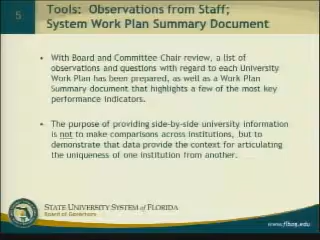 5
Tools: Observations from Staff;
System Work Plan Summary Document
• With Board and Committee Chair review, a list of
observations and questions with regard to each University
Work Plan has been prepared, as well as a Work Plan
Summary document that highlights a few of the most key
performance indicators.
• The purpose of providing side-by-side university information
is not to make comparisons across institutions, but to
demonstrate that data provide the context for articulating
the uniqueness of one institution from another.
STATE UNIVERSITY SYSTEM of FLORIDA
Board of Governors
www.flbog.edu